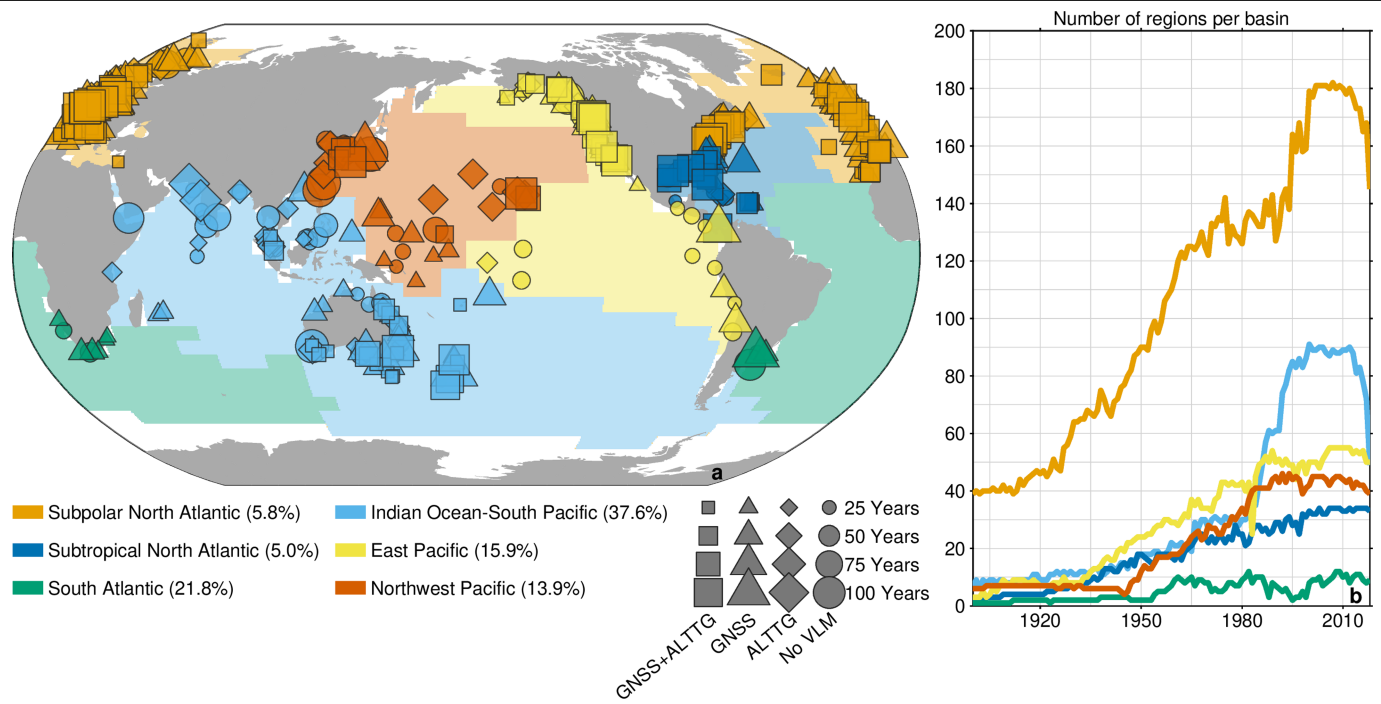 Number of regions per basin
200
180
160
140
120
100
80
60
40
20
0
1920 1950 1980 2010
a
b
Subpolar North Atlantic (5.8%)
Subtropical North Atlantic (5.0%)
South Atlantic (21.8%)
Indian Ocean-South Pacific (37.6%)
East Pacific (15.9%)
Northwest Pacific (13.9%)
25 Years
50 Years
75 Years
100 Years
GNSS+ALTTG
GNSS
ALTTG
No VLM